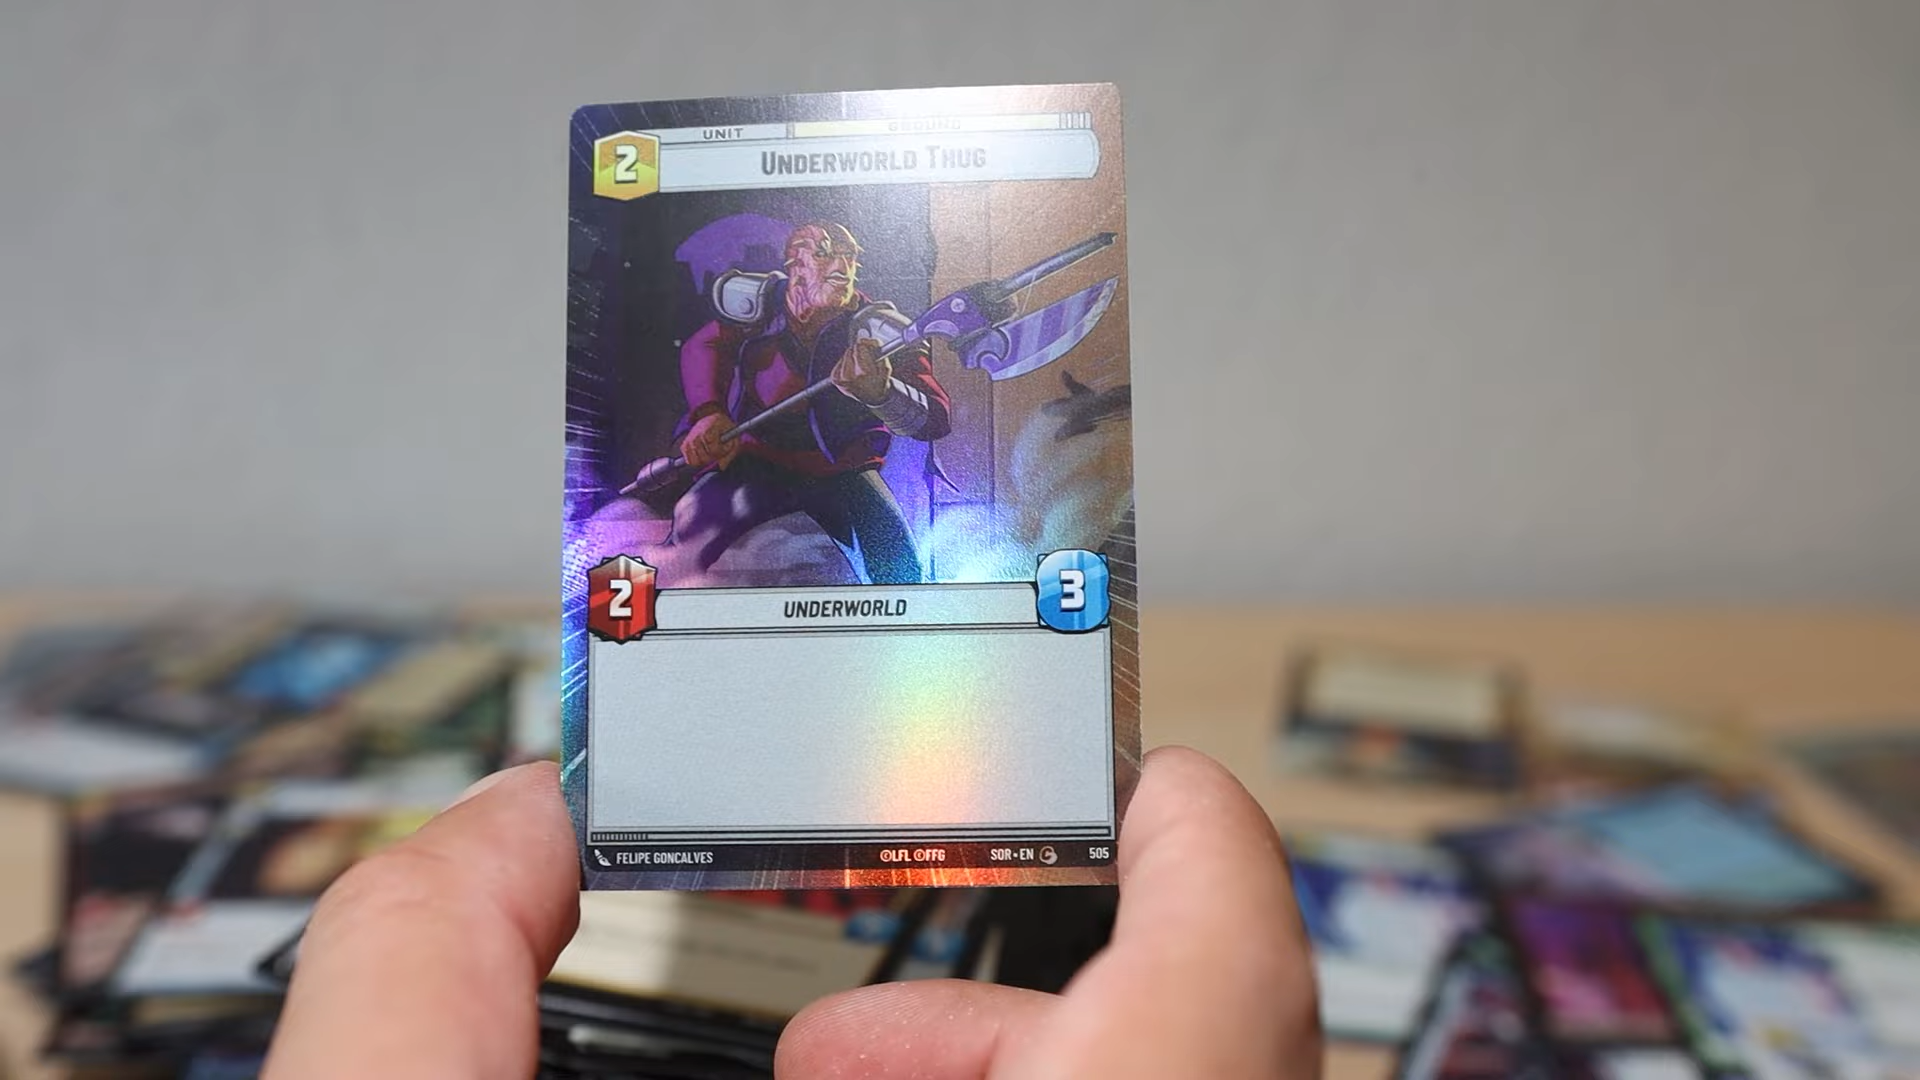 UNIT
GROUND
2
UNDERWORLD THUG
2
UNDERWORLD
3
FELIPE GONCALVES
©LFL ©FFG
SOR • EN C
505